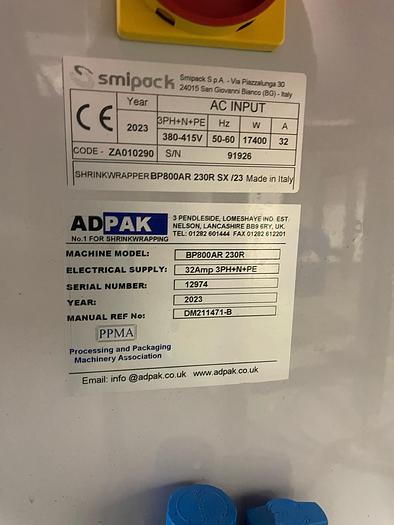 smipack
Smipack S.p.A. - Via Piazzalunga 30
24015 San Giovanni Bianco (BG) - Italy
CE
Year
AC INPUT
2023
3PH+N+PE
Hz
W
A
380-415V
50-60
17400
32
CODE - ZA010290
S/N
91926
SHRINKWRAPPER BP800AR 230R SX /23 Made in Italy
ADPAK
No.1 FOR SHRINKWRAPPING
3 PENDLESIDE, LOMESHAYE IND. EST.
NELSON, LANCASHIRE BB9 6RY, UK.
TEL: 01282 601444 FAX 01282 612201
MACHINE MODEL: BP800AR 230R
ELECTRICAL SUPPLY: 32Amp 3PH+N+PE
SERIAL NUMBER: 12974
YEAR: 2023
MANUAL REF No: DM211471-B
PPMA
Processing and Packaging
Machinery Association
Email: info @adpak.co.uk www.adpak.co.uk